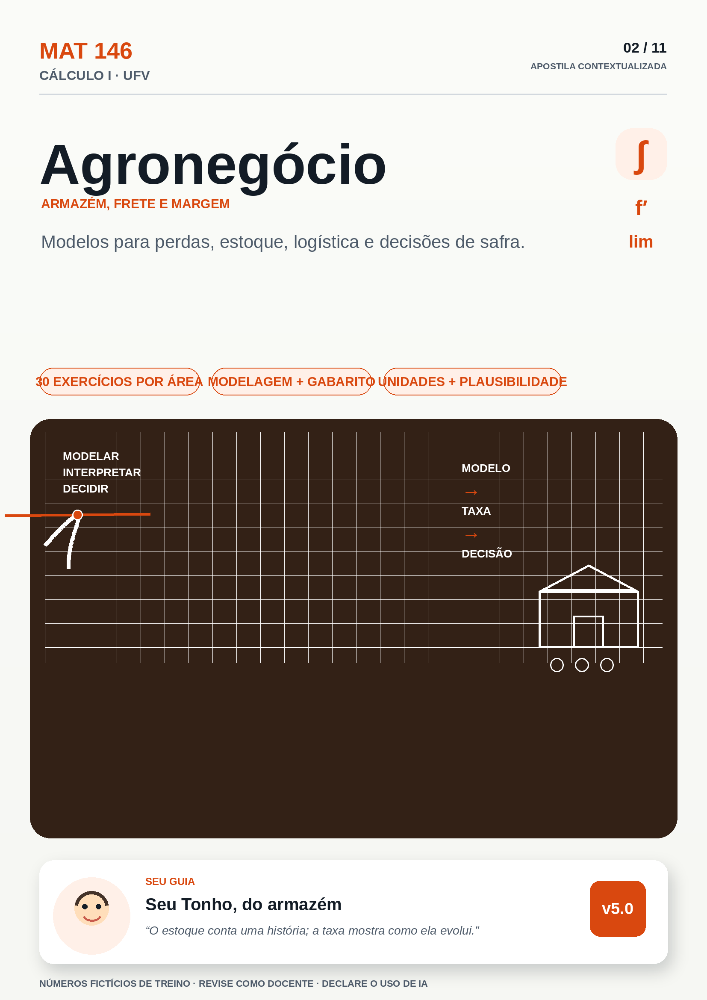 MAT 146
CÁLCULO I · UFV
02 / 11
APOSTILA CONTEXTUALIZADA
Agronegócio
ARMAZÉM, FRETE E MARGEM
Modelos para perdas, estoque, logística e decisões de safra.
∫
f′
lim
30 EXERCÍCIOS POR ÁREA
MODELAGEM + GABARITO
UNIDADES + PLAUSIBILIDADE
MODELAR
INTERPRETAR
DECIDIR
MODELO
→
TAXA
→
DECISÃO
SEU GUIA
Seu Tonho, do armazém
“O estoque conta uma história; a taxa mostra como ela evolui.”
v5.0
NÚMEROS FICTÍCIOS DE TREINO · REVISE COMO DOCENTE · DECLARE O USO DE IA